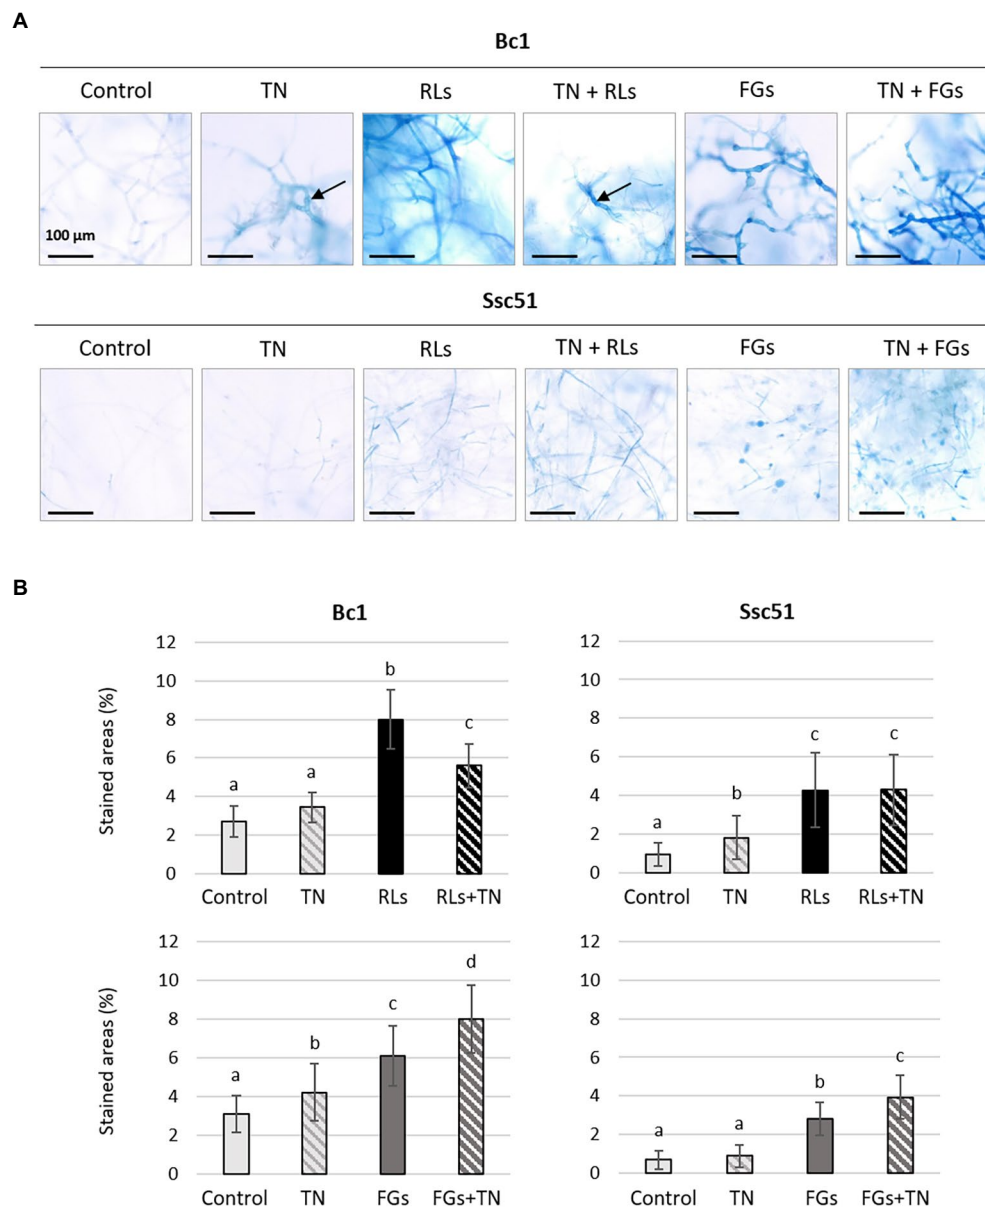 A
Bc1
Control TN RLs TN + RLs FGs TN + FGs
100 µm
Ssc51
Control TN RLs TN + RLs FGs TN + FGs
B
Bc1
Stained areas (%)
12
10
8
6
4
2
0
a
a
b
c
Control TN RLs RLs+TN
Ssc51
12
10
8
6
4
2
0
a
b
c
c
Control TN RLs RLs+TN
Stained areas (%)
12
10
8
6
4
2
0
a
b
c
d
Control TN FGs FGs+TN
12
10
8
6
4
2
0
a
a
b
c
Control TN FGs FGs+TN